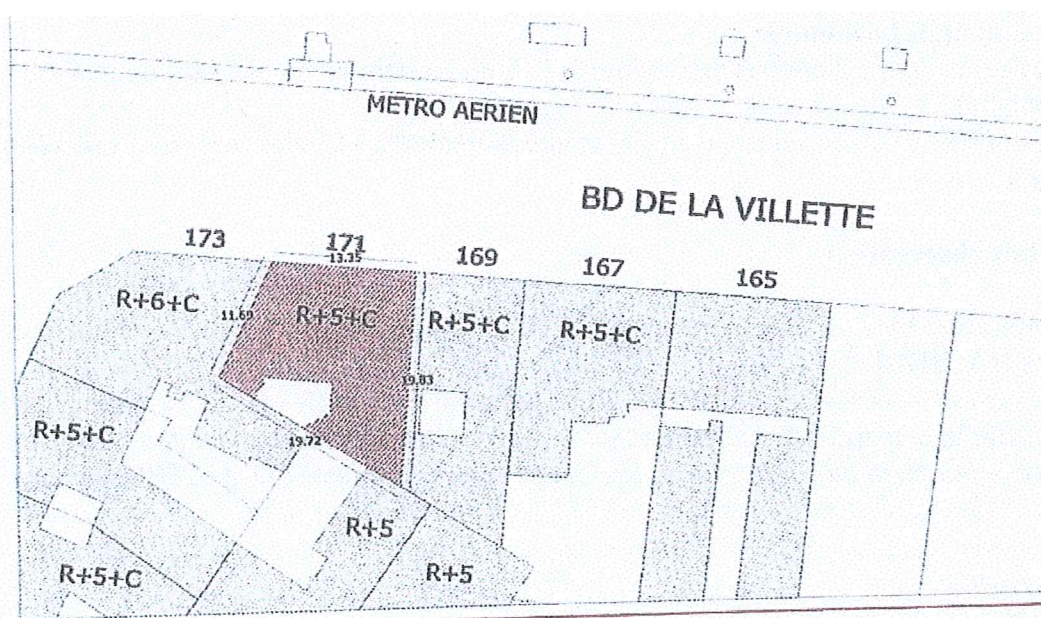 METRO AERIEN
BD DE LA VILLETTE
173
171
169
167
165
13.35
R+6+C
11.69
R+5+C
R+5+C
R+5+C
19.83
R+5+C
19.72
R+5
R+5+C
R+5